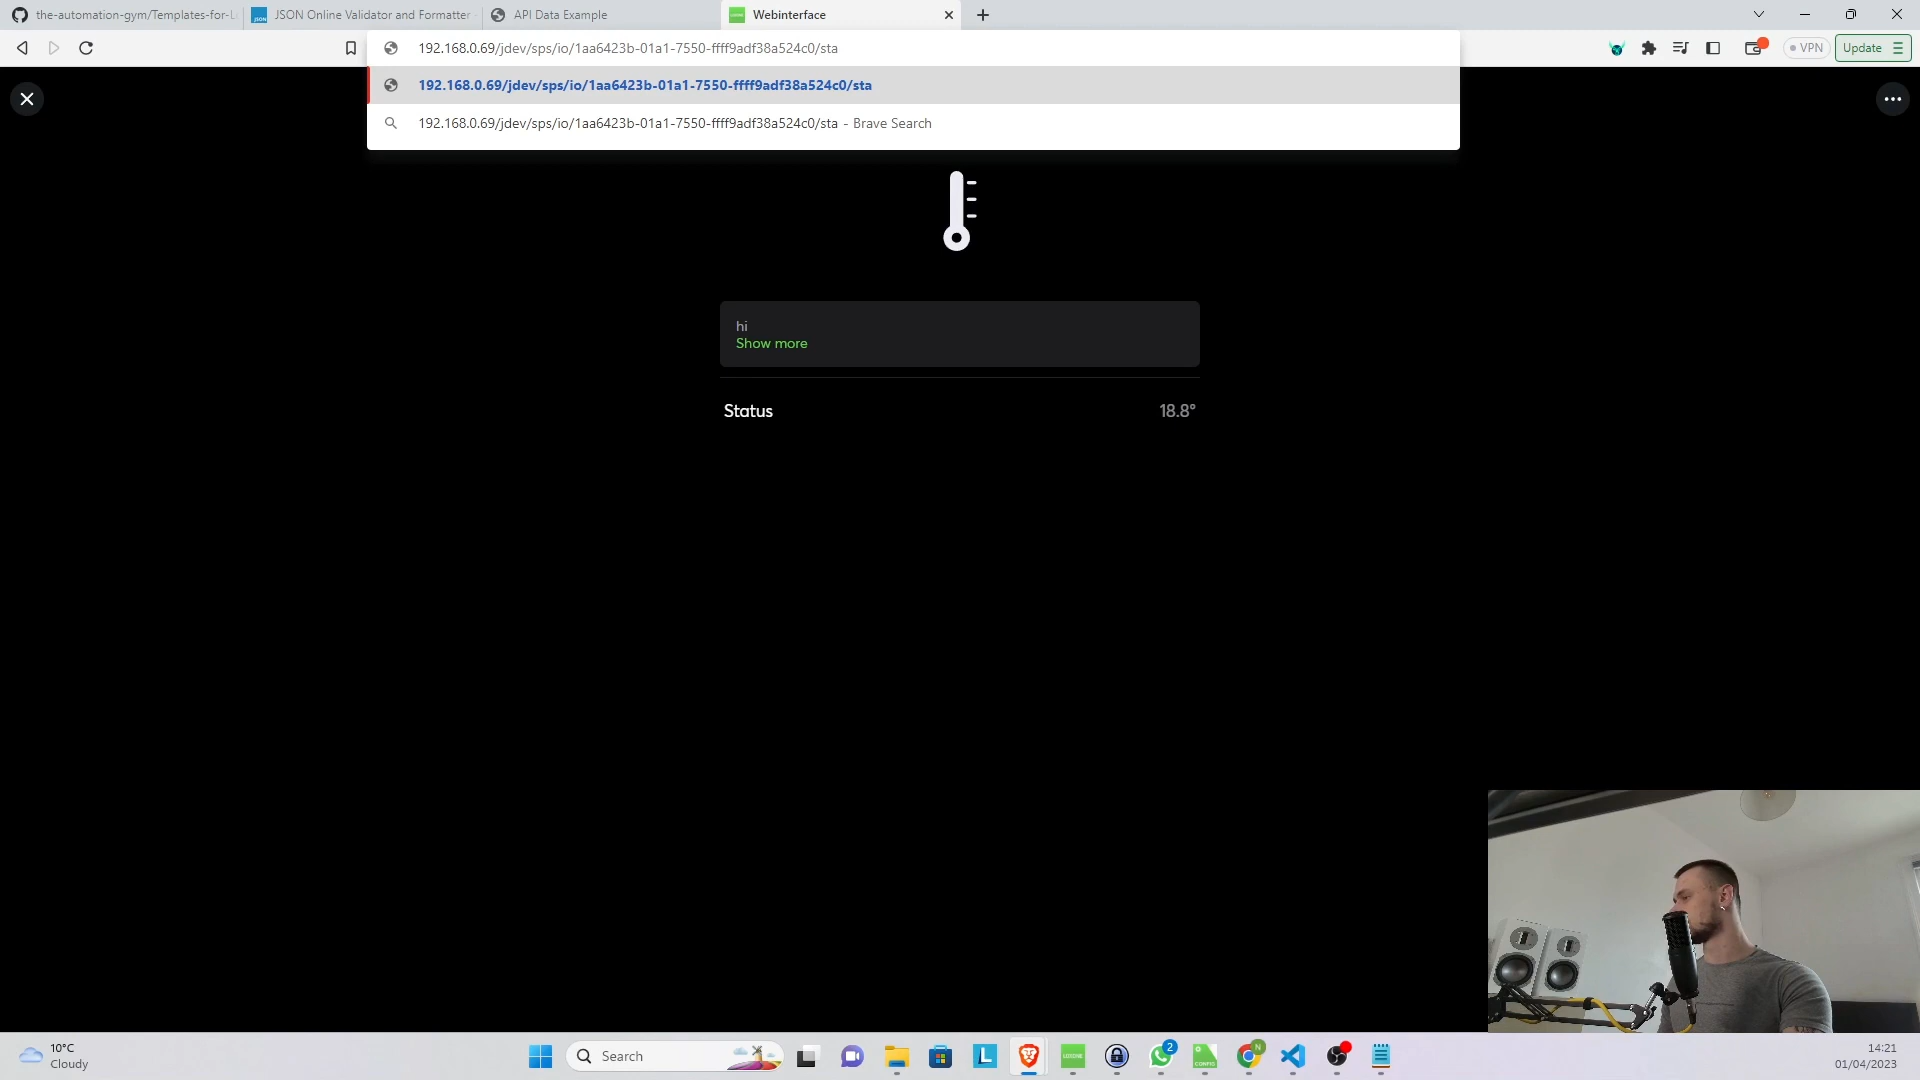 the-automation-gym/Templates-for-L
JSON Online Validator and Formatter
API Data Example
Webinterface
192.168.0.69/jdev/sps/io/1aa6423b-01a1-7550-ffff9adf38a524c0/sta
VPN
Update
192.168.0.69/jdev/sps/io/1aa6423b-01a1-7550-ffff9adf38a524c0/sta
192.168.0.69/jdev/sps/io/1aa6423b-01a1-7550-ffff9adf38a524c0/sta - Brave Search
hi
Show more
Status 18.8°
10°C
Cloudy
Search
L
LOXONE
2
CONFIG
N
14:21
01/04/2023